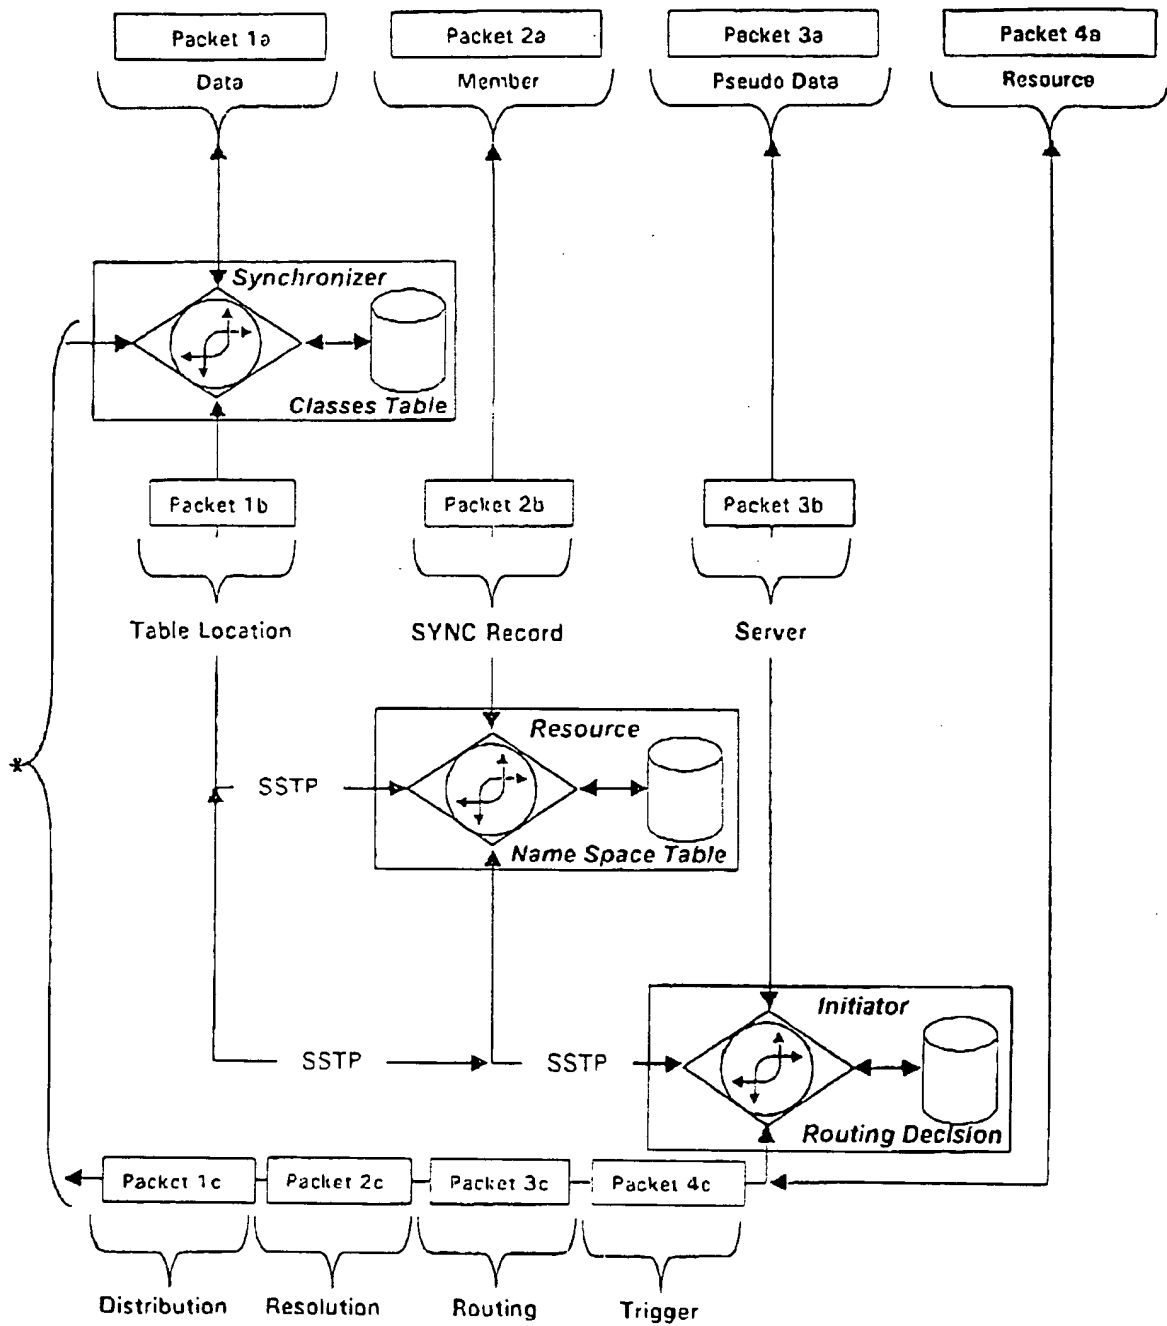 Packet 1a
Packet 2a
Packet 3a
Packet 4a
Data
Member
Pseudo Data
Resource
Synchronizer
Classes Table
Packet 1b
Packet 2b
Packet 3b
Table Location
SYNC Record
Server
Resource
*
SSTP
Name Space Table
Initiator
SSTP
SSTP
Routing Decision
Packet 1c
Packet 2c
Packet 3c
Packet 4c
Distribution
Resolution
Routing
Trigger